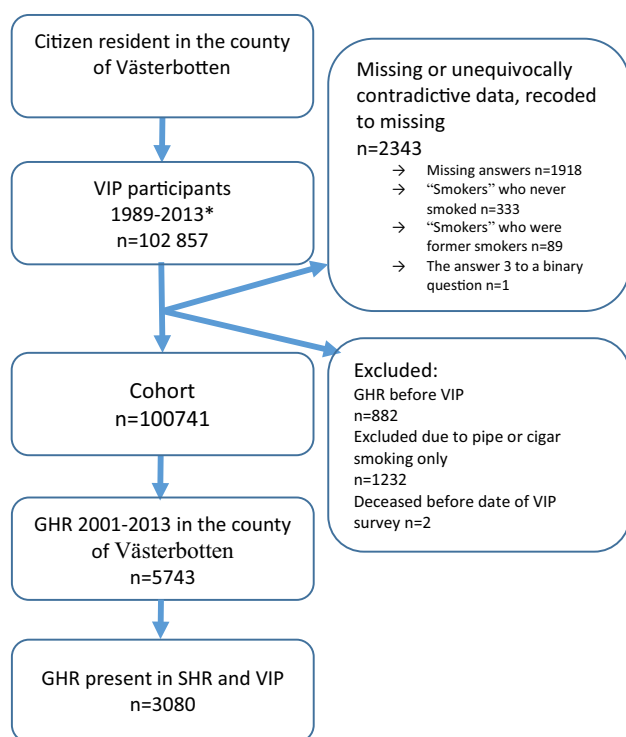 Citizen resident in the county
of Västerbotten
VIP participants
1989-2013*
n=102 857
Missing or unequivocally
contradictive data, recoded
to missing
n=2343
→ Missing answers n=1918
→ “Smokers” who never
smoked n=333
→ “Smokers” who were
former smokers n=89
→ The answer 3 to a binary
question n=1
Cohort
n=100741
Excluded:
GHR before VIP
n=882
Excluded due to pipe or cigar
smoking only
n=1232
Deceased before date of VIP
survey n=2
GHR 2001-2013 in the county
of Västerbotten
n=5743
GHR present in SHR and VIP
n=3080